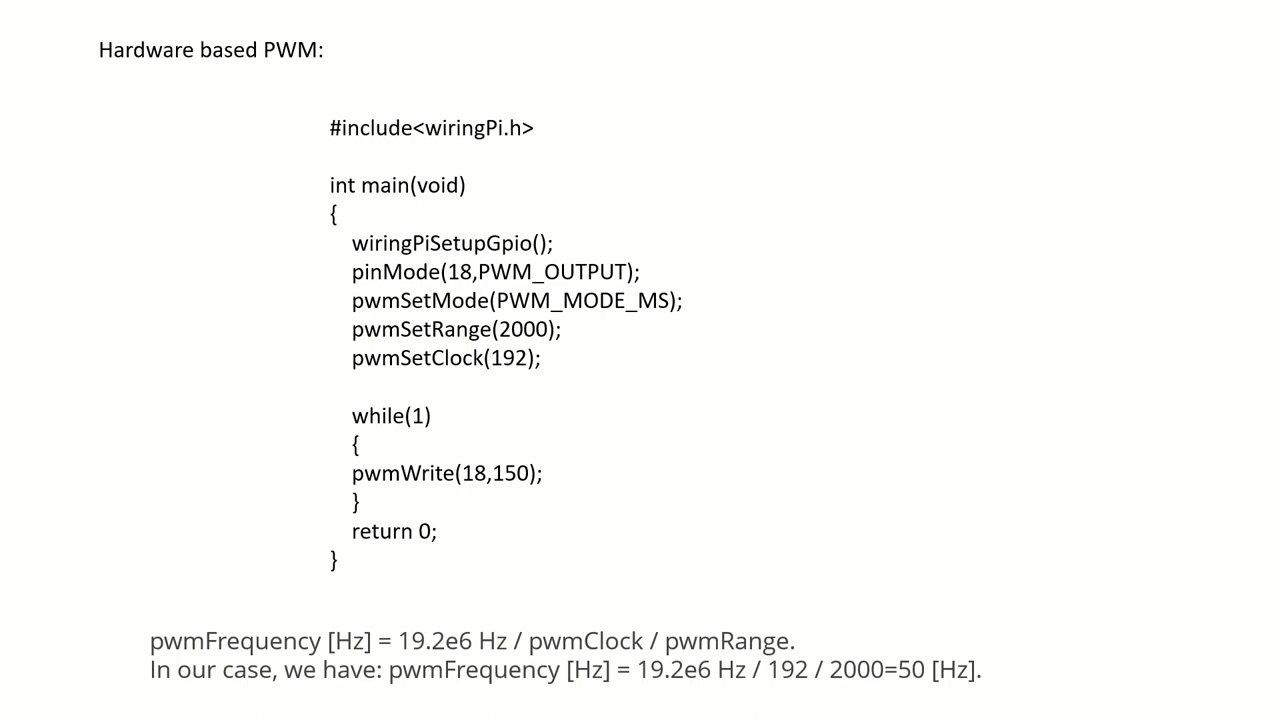 Hardware based PWM:
#include<wiringPi.h>
int main(void)
{
wiringPiSetupGpio();
pinMode(18,PWM_OUTPUT);
pwmSetMode(PWM_MODE_MS);
pwmSetRange(2000);
pwmSetClock(192);
while(1)
{
pwmWrite(18,150);
}
return 0;
}
pwmFrequency [Hz] = 19.2e6 Hz / pwmClock / pwmRange.
In our case, we have: pwmFrequency [Hz] = 19.2e6 Hz / 192 / 2000=50 [Hz].